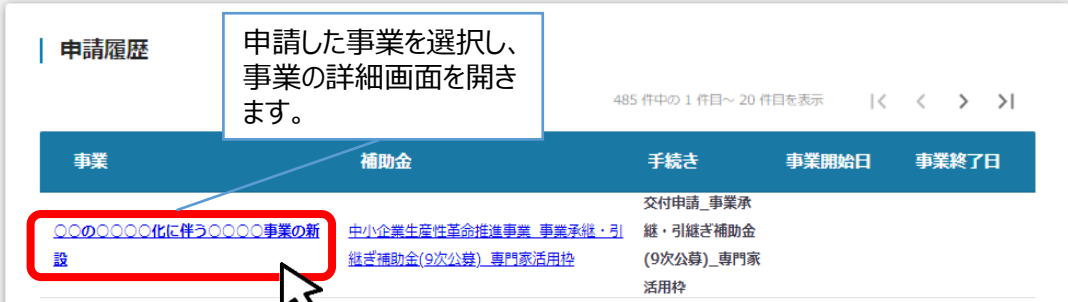 申請履歴
申請した事業を選択し、
事業の詳細画面を開き
ます。
485 件中の 1 件目～ 20 件目を表示
事業 補助金 手続き 事業開始日 事業終了日
○○の○○○○化に伴う○○○○事業の新
設
中小企業生産性革命推進事業_事業承継・引
継ぎ補助金(9次公募)_専門家活用枠
交付申請_事業承
継・引継ぎ補助金
(9次公募)_専門家
活用枠